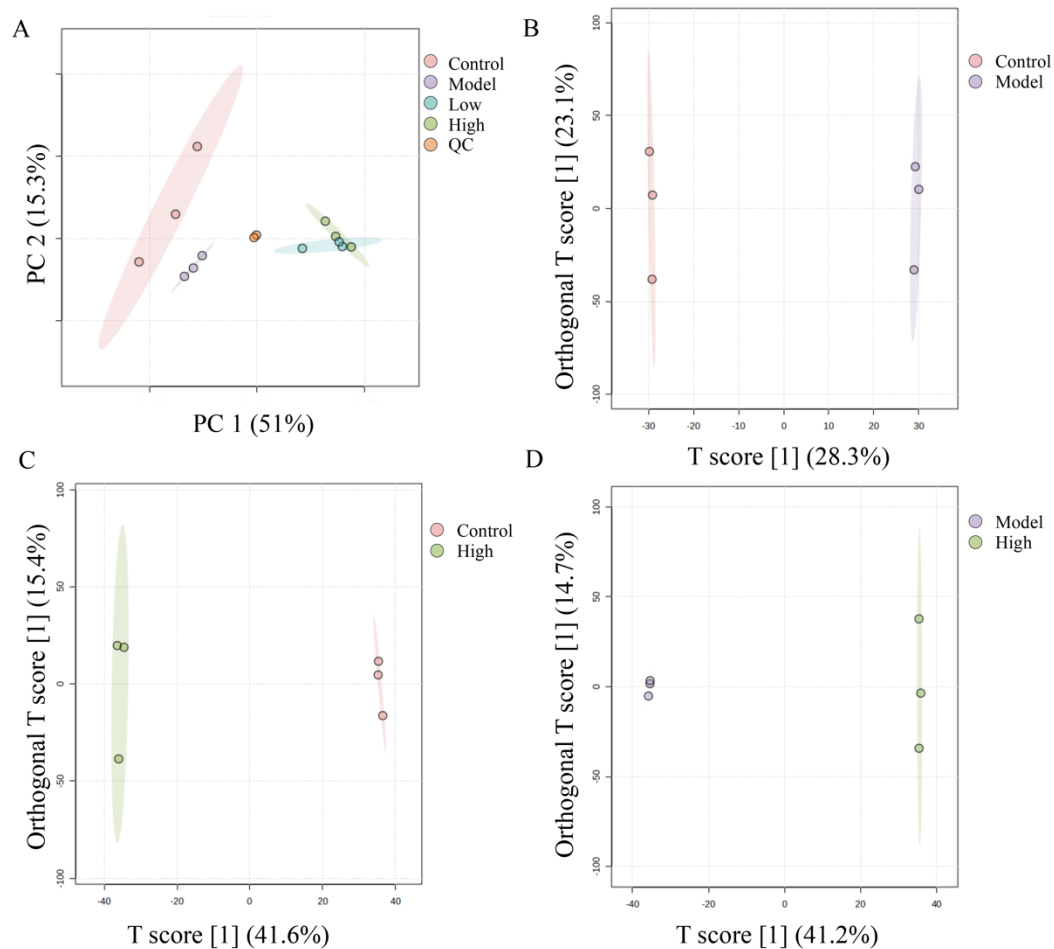 A
PC 2 (15.3%)
PC 1 (51%)
Control
Model
Low
High
QC
B
Orthogonal T score [1] (23.1%)
100
50
0
-50
-100
-30
-20
-10
0
10
20
30
T score [1] (28.3%)
Control
Model
C
Orthogonal T score [1] (15.4%)
100
50
0
-50
-100
-40
-20
0
20
40
T score [1] (41.6%)
Control
High
D
Orthogonal T score [1] (14.7%)
100
50
0
-50
-100
-40
-20
0
20
40
T score [1] (41.2%)
Model
High